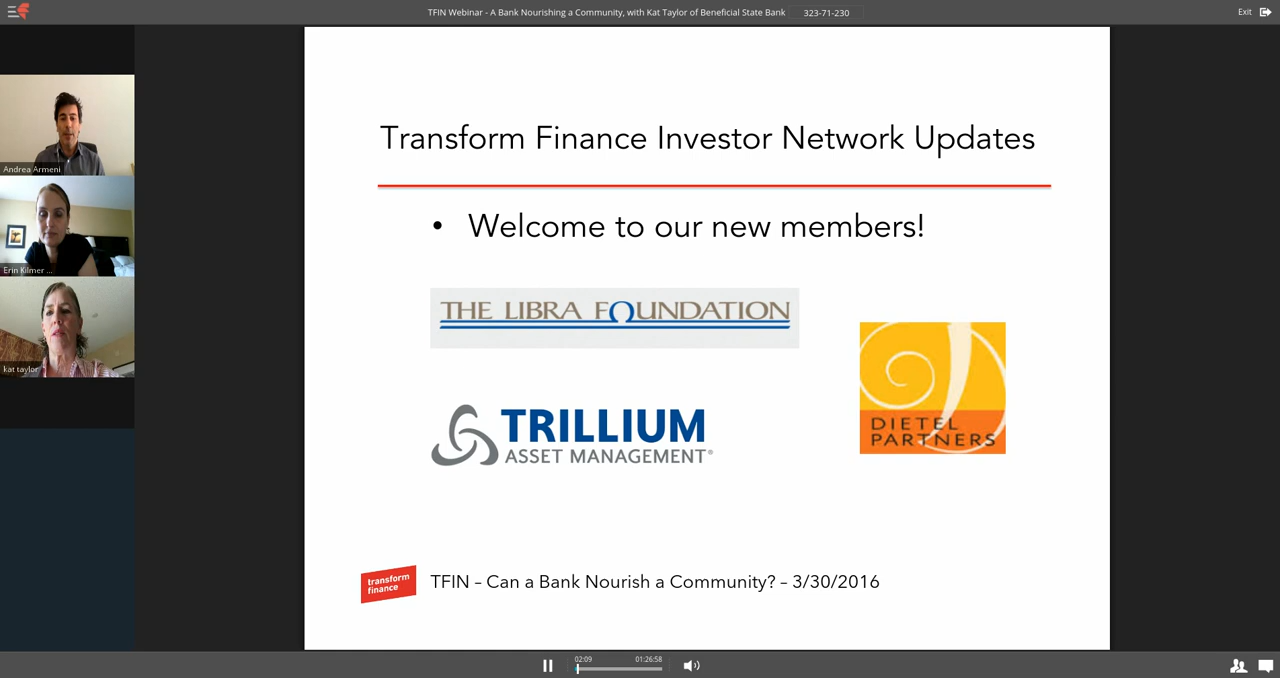 TFIN Webinar - A Bank Nourishing a Community, with Kat Taylor of Beneficial State Bank 323-71-230
Exit
Andrea Armeni
Erin Kilmer ...
kat taylor
Transform Finance Investor Network Updates
• Welcome to our new members!
THE LIBRA FOUNDATION
TRILLIUM
ASSET MANAGEMENT®
DIETEL
PARTNERS
transform
finance
TFIN – Can a Bank Nourish a Community? – 3/30/2016
02:09 01:26:58